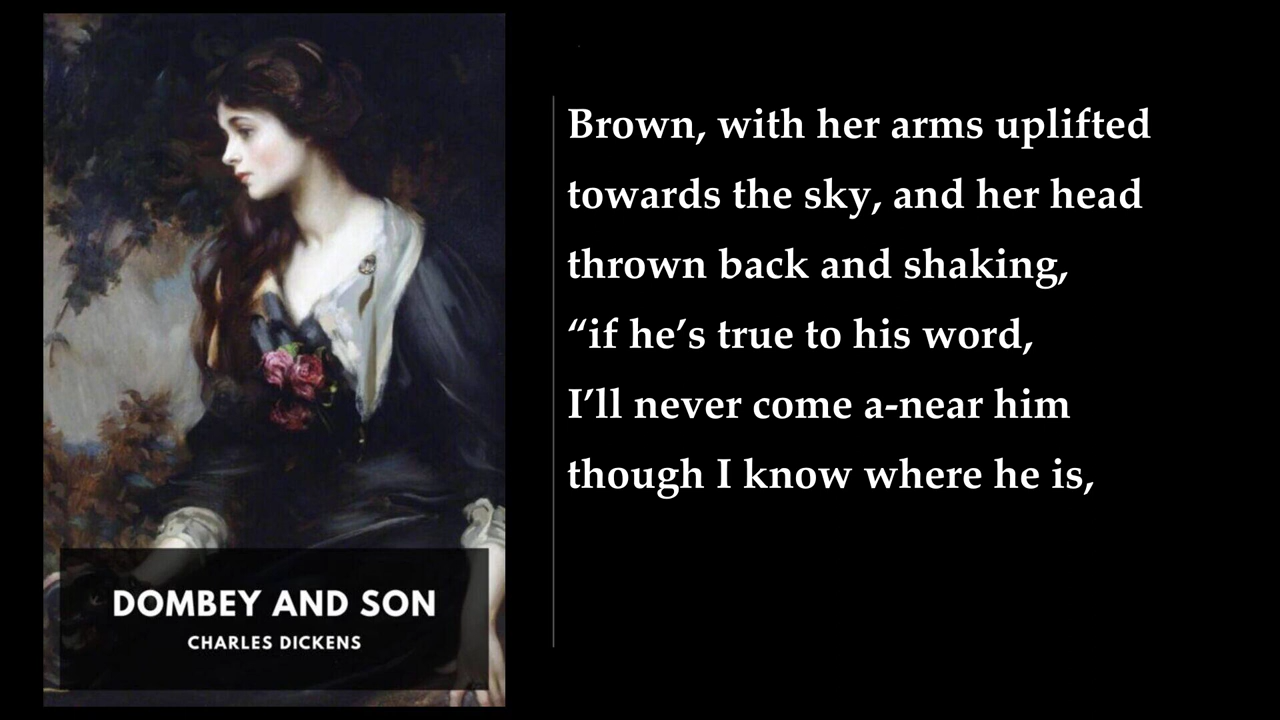 DOMBEY AND SON
CHARLES DICKENS
Brown, with her arms uplifted
towards the sky, and her head
thrown back and shaking,
“if he’s true to his word,
I’ll never come a-near him
though I know where he is,